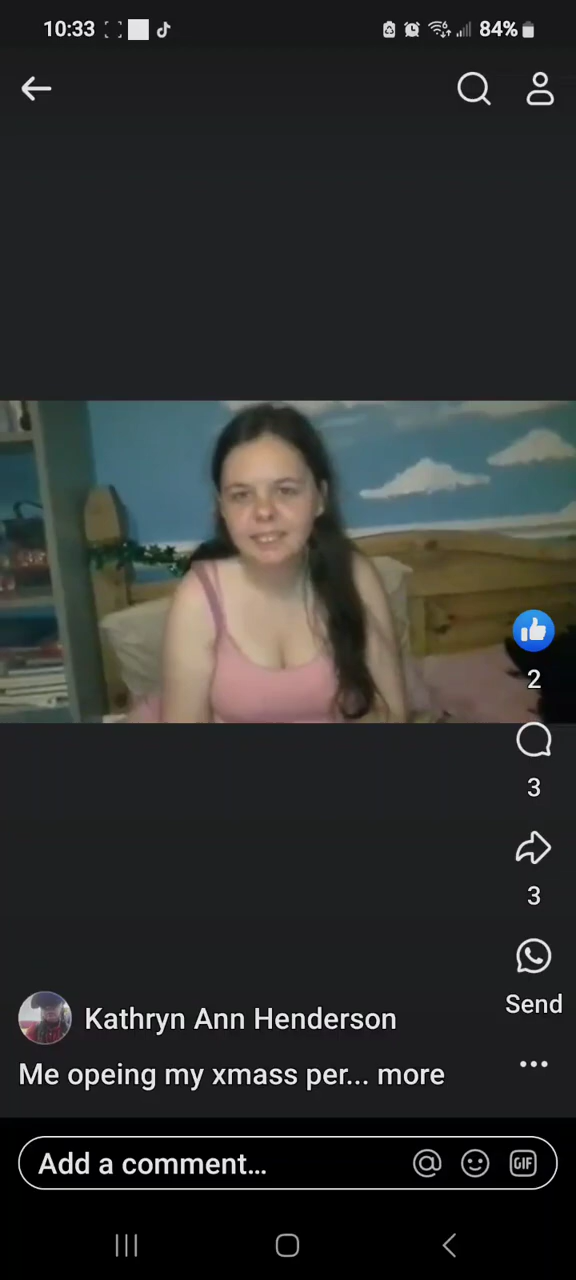 10:33
84%
2
3
3
Send
Kathryn Ann Henderson
Me opeing my xmass per... more
Add a comment...
GIF